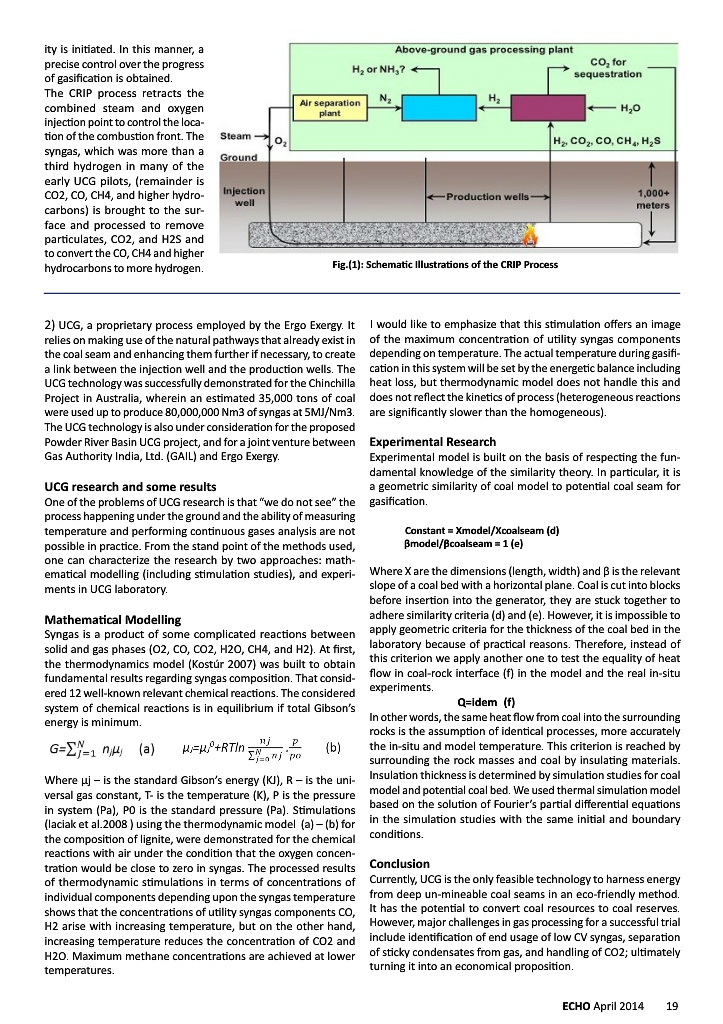 ity is initiated. In this manner, a
precise control over the progress
of gasification is obtained.
The CRIP process retracts the
combined steam and oxygen
injection point to control the loca-
tion of the combustion front. The
syngas, which was more than a
third hydrogen in many of the
early UCG pilots, (remainder is
CO2, CO, CH4, and higher hydro-
carbons) is brought to the sur-
face and processed to remove
particulates, CO2, and H2S and
to convert the CO, CH4 and higher
hydrocarbons to more hydrogen.
Above-ground gas processing plant
H₂ or NH₃?
CO₂ for
sequestration
Air separation
plant
N₂
H₂
H₂O
Steam
O₂
H₂, CO₂, CO, CH₄, H₂S
Ground
Injection
well
Production wells
1,000+
meters
Fig.(1): Schematic Illustrations of the CRIP Process
2) UCG, a proprietary process employed by the Ergo Exergy. It
relies on making use of the natural pathways that already exist in
the coal seam and enhancing them further if necessary, to create
a link between the injection well and the production wells. The
UCG technology was successfully demonstrated for the Chinchilla
Project in Australia, wherein an estimated 35,000 tons of coal
were used up to produce 80,000,000 Nm3 of syngas at 5MJ/Nm3.
The UCG technology is also under consideration for the proposed
Powder River Basin UCG project, and for a joint venture between
Gas Authority India, Ltd. (GAIL) and Ergo Exergy.
UCG research and some results
One of the problems of UCG research is that “we do not see” the
process happening under the ground and the ability of measuring
temperature and performing continuous gases analysis are not
possible in practice. From the stand point of the methods used,
one can characterize the research by two approaches: math-
ematical modelling (including stimulation studies), and experi-
ments in UCG laboratory.
Mathematical Modelling
Syngas is a product of some complicated reactions between
solid and gas phases (O2, CO, CO2, H2O, CH4, and H2). At first,
the thermodynamics model (Kostúr 2007) was built to obtain
fundamental results regarding syngas composition. That consid-
ered 12 well-known relevant chemical reactions. The considered
system of chemical reactions is in equilibrium if total Gibson’s
energy is minimum.
G=∑ᴺⱼ₌₁ nⱼμⱼ (a) μⱼ=μⱼ⁰+RTln nj/∑ᴺⱼ₌₀ nj · p/po (b)
Where μj – is the standard Gibson’s energy (KJ), R – is the uni-
versal gas constant, T- is the temperature (K), P is the pressure
in system (Pa), P0 is the standard pressure (Pa). Stimulations
(laciak et al.2008 ) using the thermodynamic model (a) – (b) for
the composition of lignite, were demonstrated for the chemical
reactions with air under the condition that the oxygen concen-
tration would be close to zero in syngas. The processed results
of thermodynamic stimulations in terms of concentrations of
individual components depending upon the syngas temperature
shows that the concentrations of utility syngas components CO,
H2 arise with increasing temperature, but on the other hand,
increasing temperature reduces the concentration of CO2 and
H2O. Maximum methane concentrations are achieved at lower
temperatures.
I would like to emphasize that this stimulation offers an image
of the maximum concentration of utility syngas components
depending on temperature. The actual temperature during gasifi-
cation in this system will be set by the energetic balance including
heat loss, but thermodynamic model does not handle this and
does not reflect the kinetics of process (heterogeneous reactions
are significantly slower than the homogeneous).
Experimental Research
Experimental model is built on the basis of respecting the fun-
damental knowledge of the similarity theory. In particular, it is
a geometric similarity of coal model to potential coal seam for
gasification.
Constant = Xmodel/Xcoalseam (d)
βmodel/βcoalseam = 1 (e)
Where X are the dimensions (length, width) and β is the relevant
slope of a coal bed with a horizontal plane. Coal is cut into blocks
before insertion into the generator, they are stuck together to
adhere similarity criteria (d) and (e). However, it is impossible to
apply geometric criteria for the thickness of the coal bed in the
laboratory because of practical reasons. Therefore, instead of
this criterion we apply another one to test the equality of heat
flow in coal-rock interface (f) in the model and the real in-situ
experiments.
Q=idem (f)
In other words, the same heat flow from coal into the surrounding
rocks is the assumption of identical processes, more accurately
the in-situ and model temperature. This criterion is reached by
surrounding the rock masses and coal by insulating materials.
Insulation thickness is determined by simulation studies for coal
model and potential coal bed. We used thermal simulation model
based on the solution of Fourier’s partial differential equations
in the simulation studies with the same initial and boundary
conditions.
Conclusion
Currently, UCG is the only feasible technology to harness energy
from deep un-mineable coal seams in an eco-friendly method.
It has the potential to convert coal resources to coal reserves.
However, major challenges in gas processing for a successful trial
include identification of end usage of low CV syngas, separation
of sticky condensates from gas, and handling of CO2; ultimately
turning it into an economical proposition.
ECHO April 2014 19